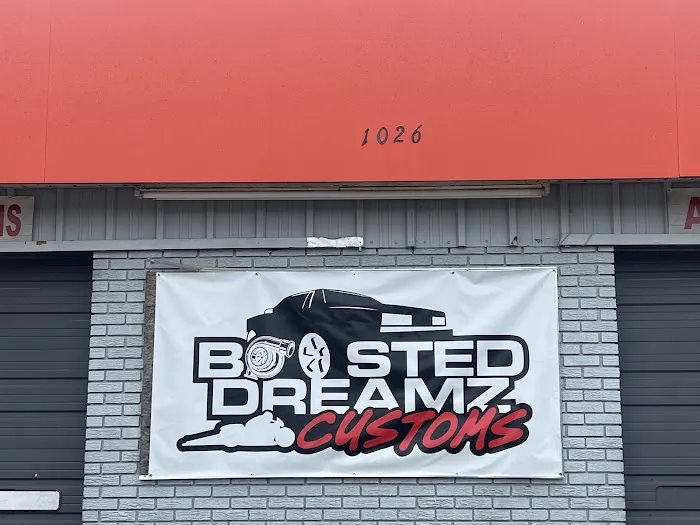 1026
BOOSTED
DREAMZ
CUSTOMS